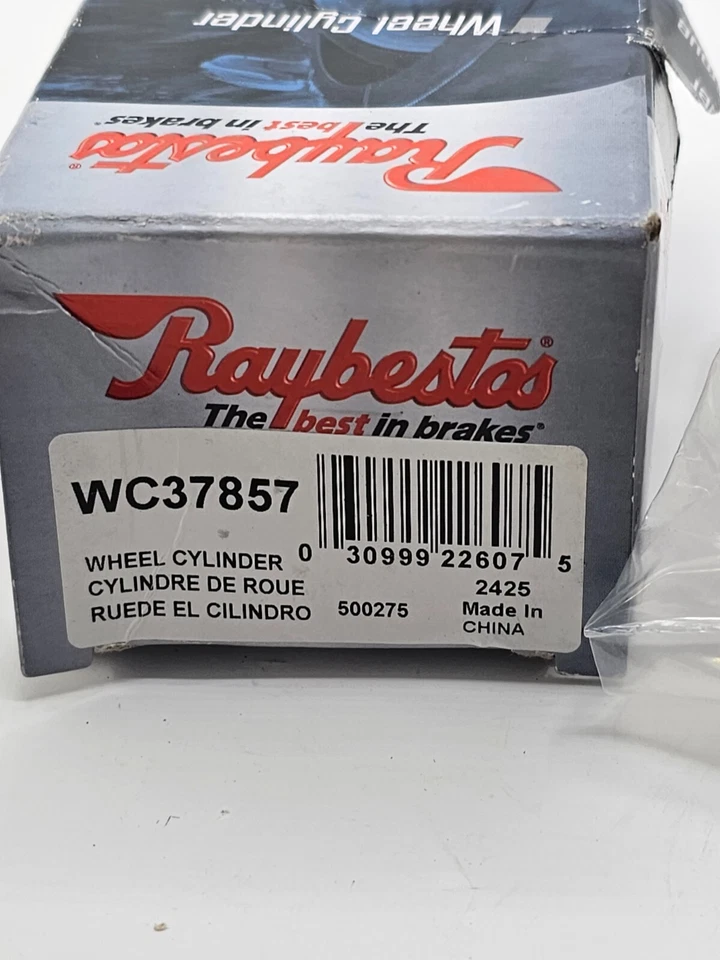 Wheel Cylinder
The best in brakes®
Raybestos®
Raybestos®
The best in brakes®
WC37857
0 30999 22607 5
WHEEL CYLINDER
CYLINDRE DE ROUE
2425
RUEDE EL CILINDRO
500275
Made In
CHINA